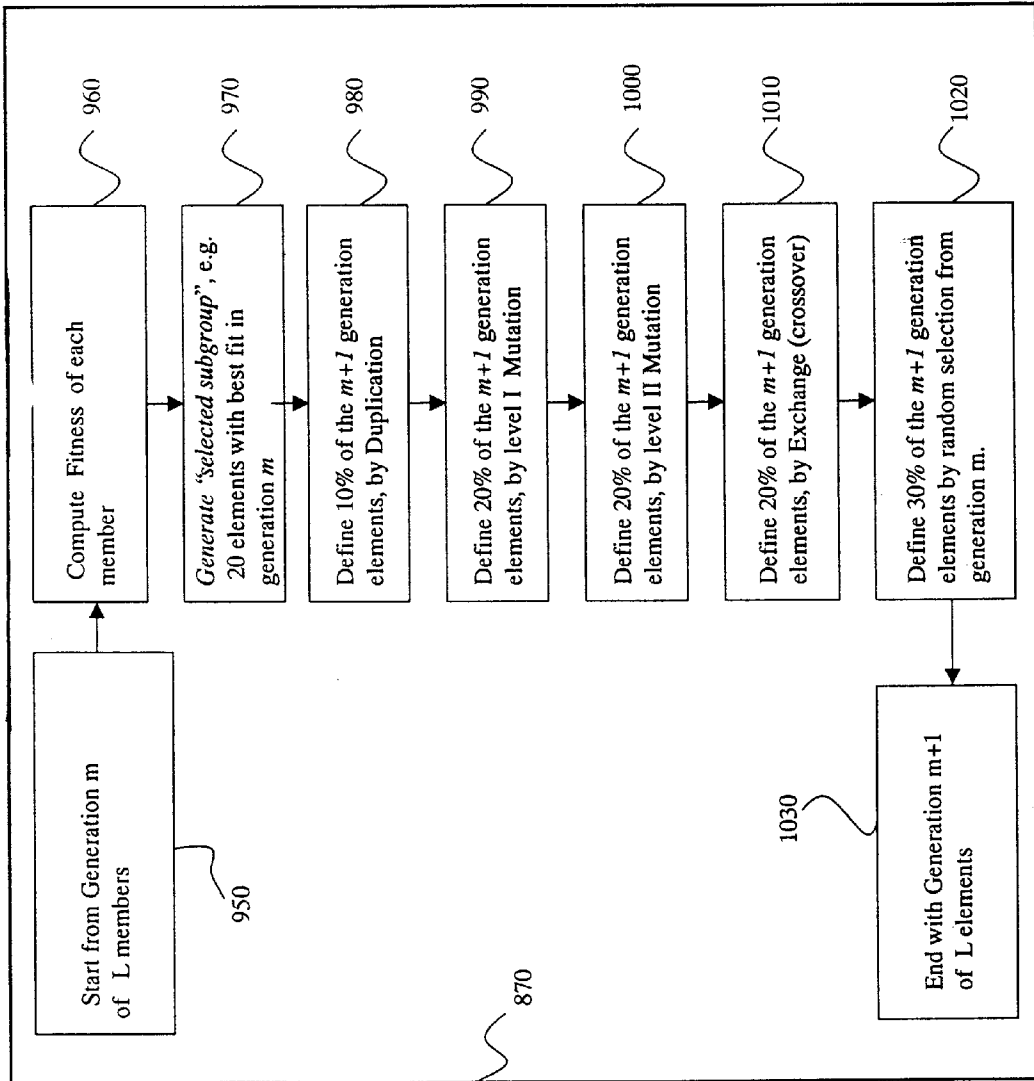 Start from Generation m
of L members
950
Compute Fitness of each
member
960
Generate "selected subgroup", e.g.
20 elements with best fit in
generation m
970
Define 10% of the m+1 generation
elements, by Duplication
980
Define 20% of the m+1 generation
elements, by level I Mutation
990
Define 20% of the m+1 generation
elements, by level II Mutation
1000
Define 20% of the m+1 generation
elements, by Exchange (crossover)
1010
Define 30% of the m+1 generation
elements by random selection from
generation m.
1020
End with Generation m+1
of L elements
1030
870